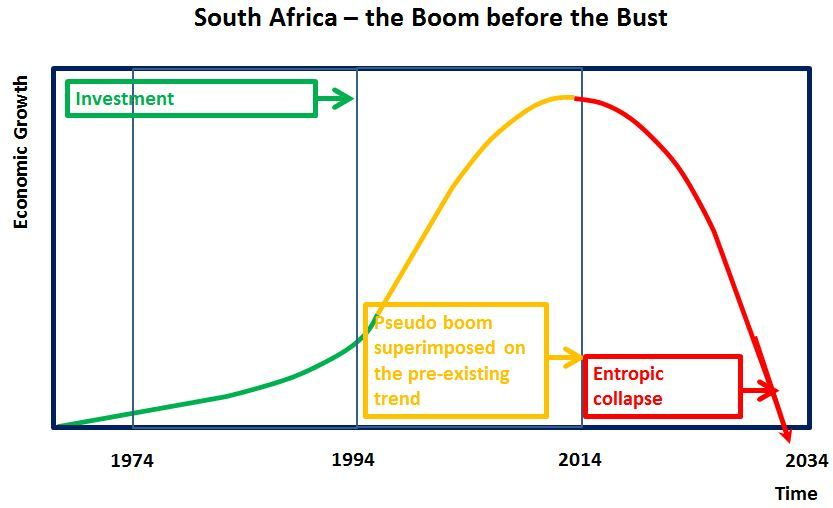 South Africa – the Boom before the Bust
Economic Growth
Investment
Pseudo boom
superimposed on
the pre-existing
trend
Entropic
collapse
1974
1994
2014
2034
Time